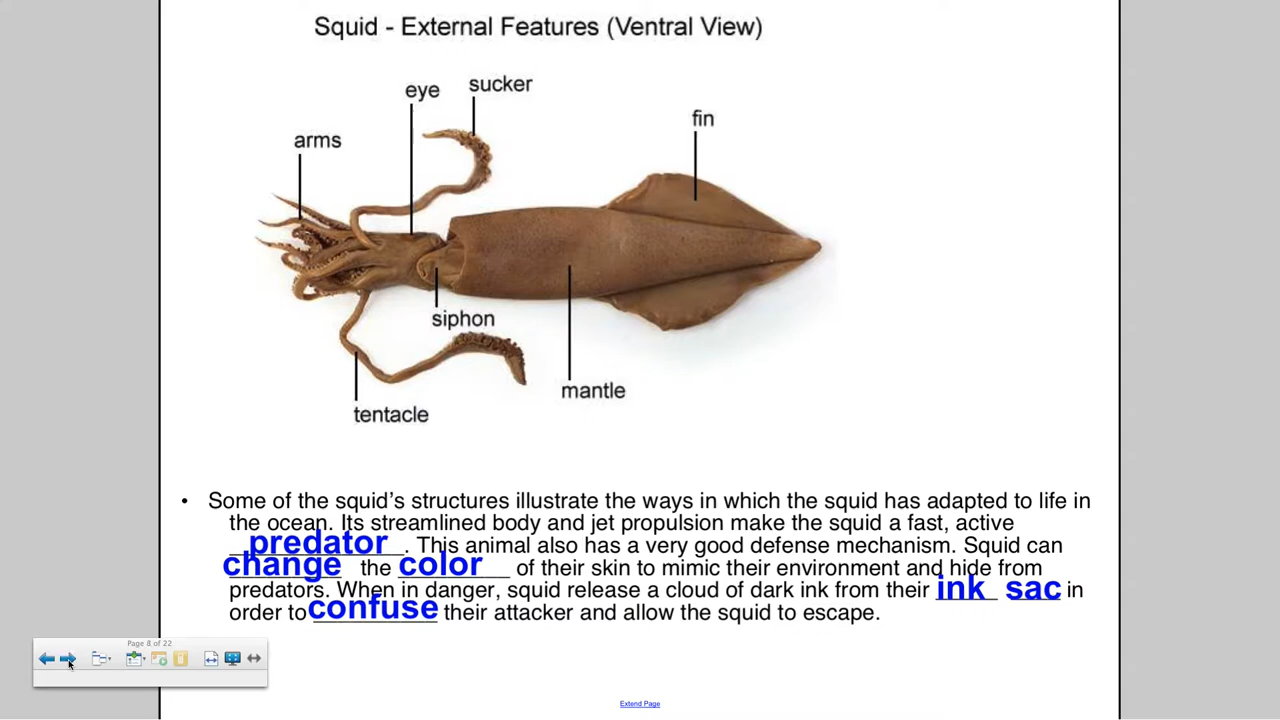 Squid - External Features (Ventral View)
eye
sucker
fin
arms
siphon
mantle
tentacle
• Some of the squid's structures illustrate the ways in which the squid has adapted to life in
the ocean. Its streamlined body and jet propulsion make the squid a fast, active
predator. This animal also has a very good defense mechanism. Squid can
change the color of their skin to mimic their environment and hide from
predators. When in danger, squid release a cloud of dark ink from their ink sac in
order to confuse their attacker and allow the squid to escape.
Page 8 of 22
Extend Page